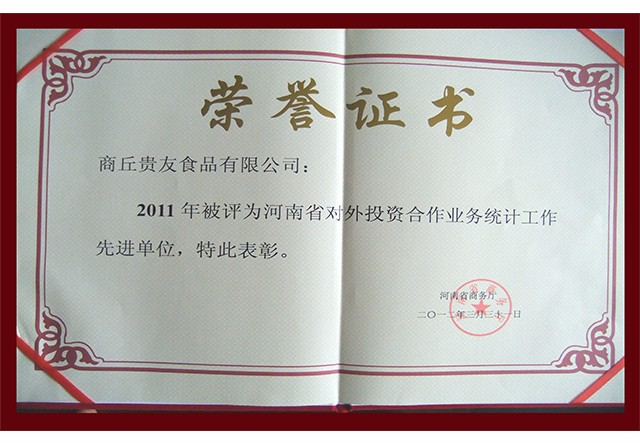 荣誉证书
商丘贵友食品有限公司：
2011年被评为河南省对外投资合作业务统计工作
先进单位，特此表彰。
河南省商务厅
二〇一二年三月三十一日